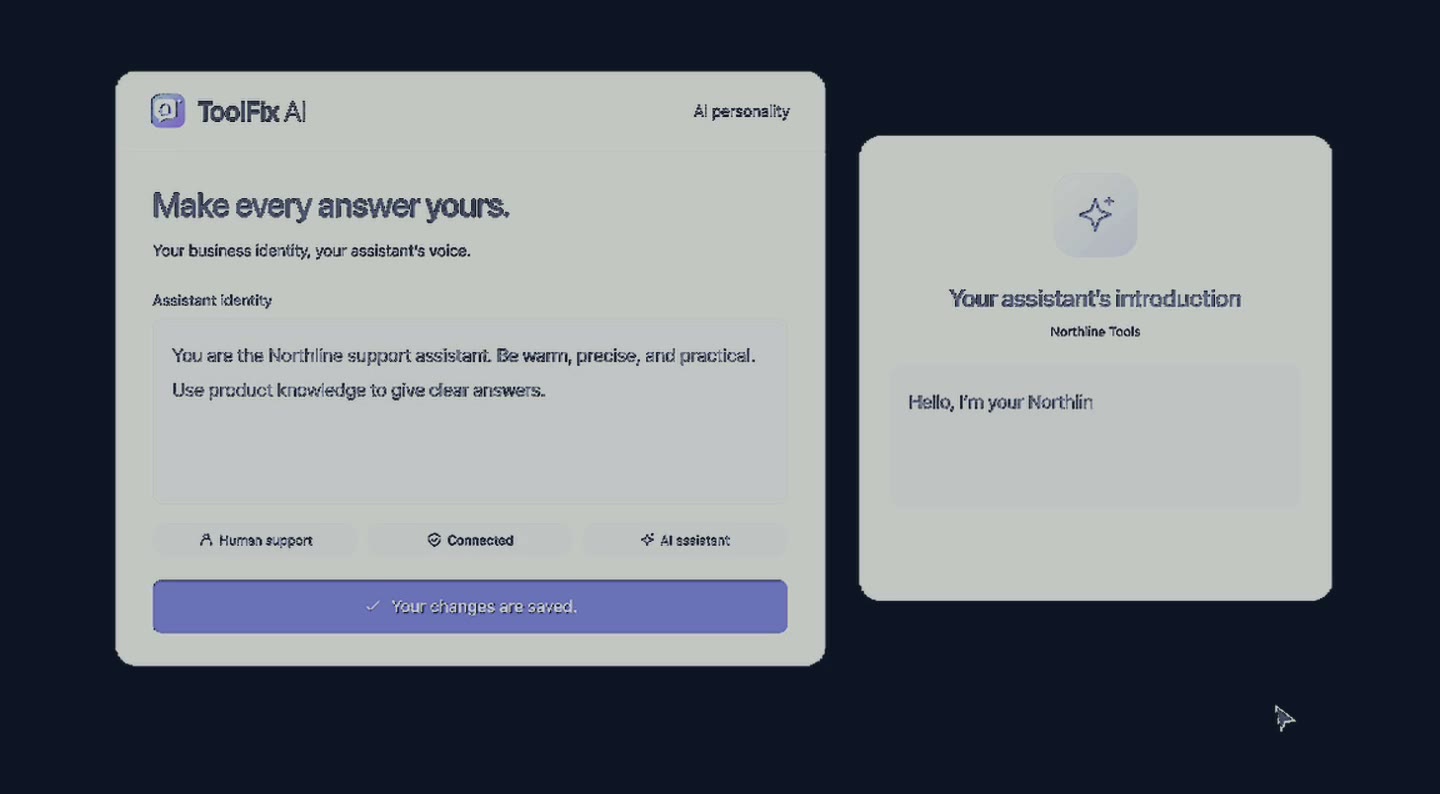 ToolFix AI
AI personality
Make every answer yours.
Your business identity, your assistant's voice.
Assistant identity
You are the Northline support assistant. Be warm, precise, and practical.
Use product knowledge to give clear answers.
Human support
Connected
AI assistant
Your changes are saved.
Your assistant's introduction
Northline Tools
Hello, I'm your Northlin